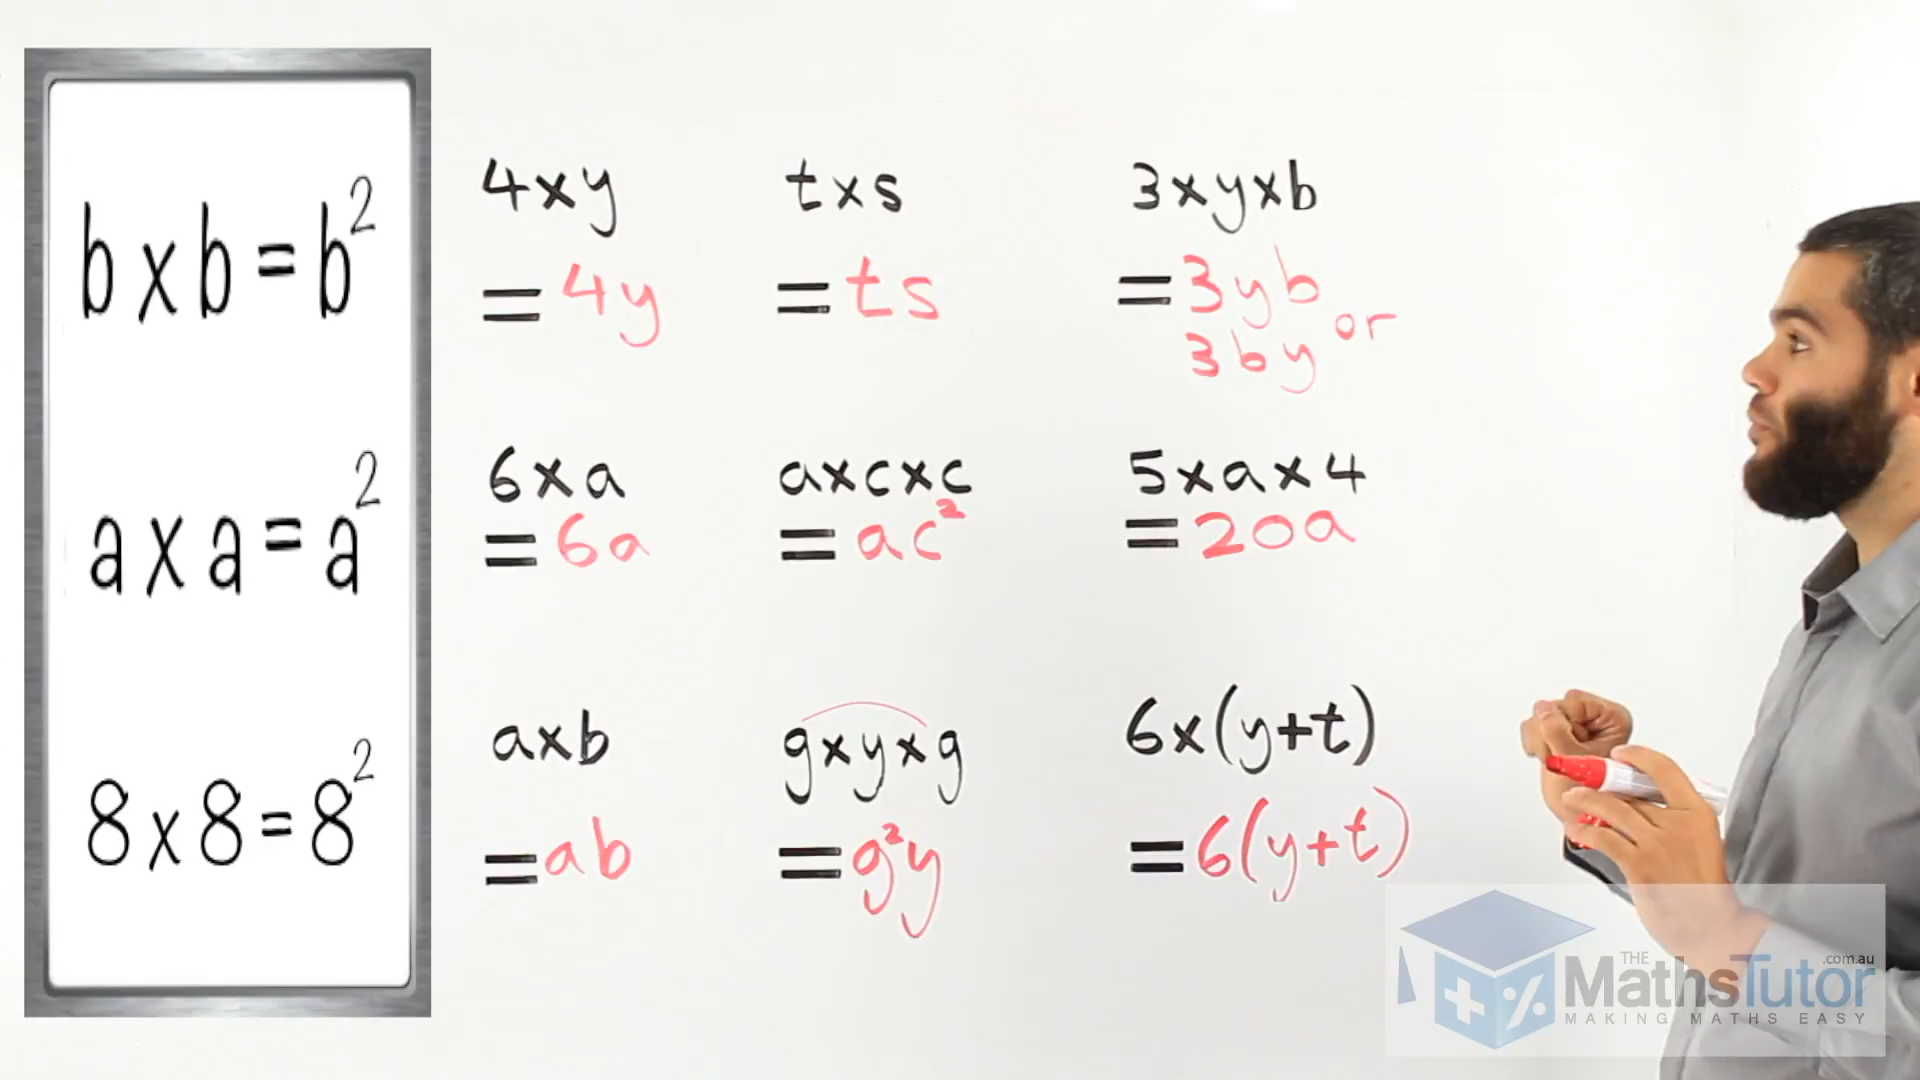 b x b = b²
a x a = a²
8 x 8 = 8²
4xy
= 4y
txs
= ts
3xyxb
= 3yb or
3by
6xa
= 6a
axcxc
= ac²
5xax4
= 20a
axb
= ab
gxyxg
= g²y
6x(y+t)
= 6(y+t)
THE
MathsTutor
.com.au
MAKING MATHS EASY